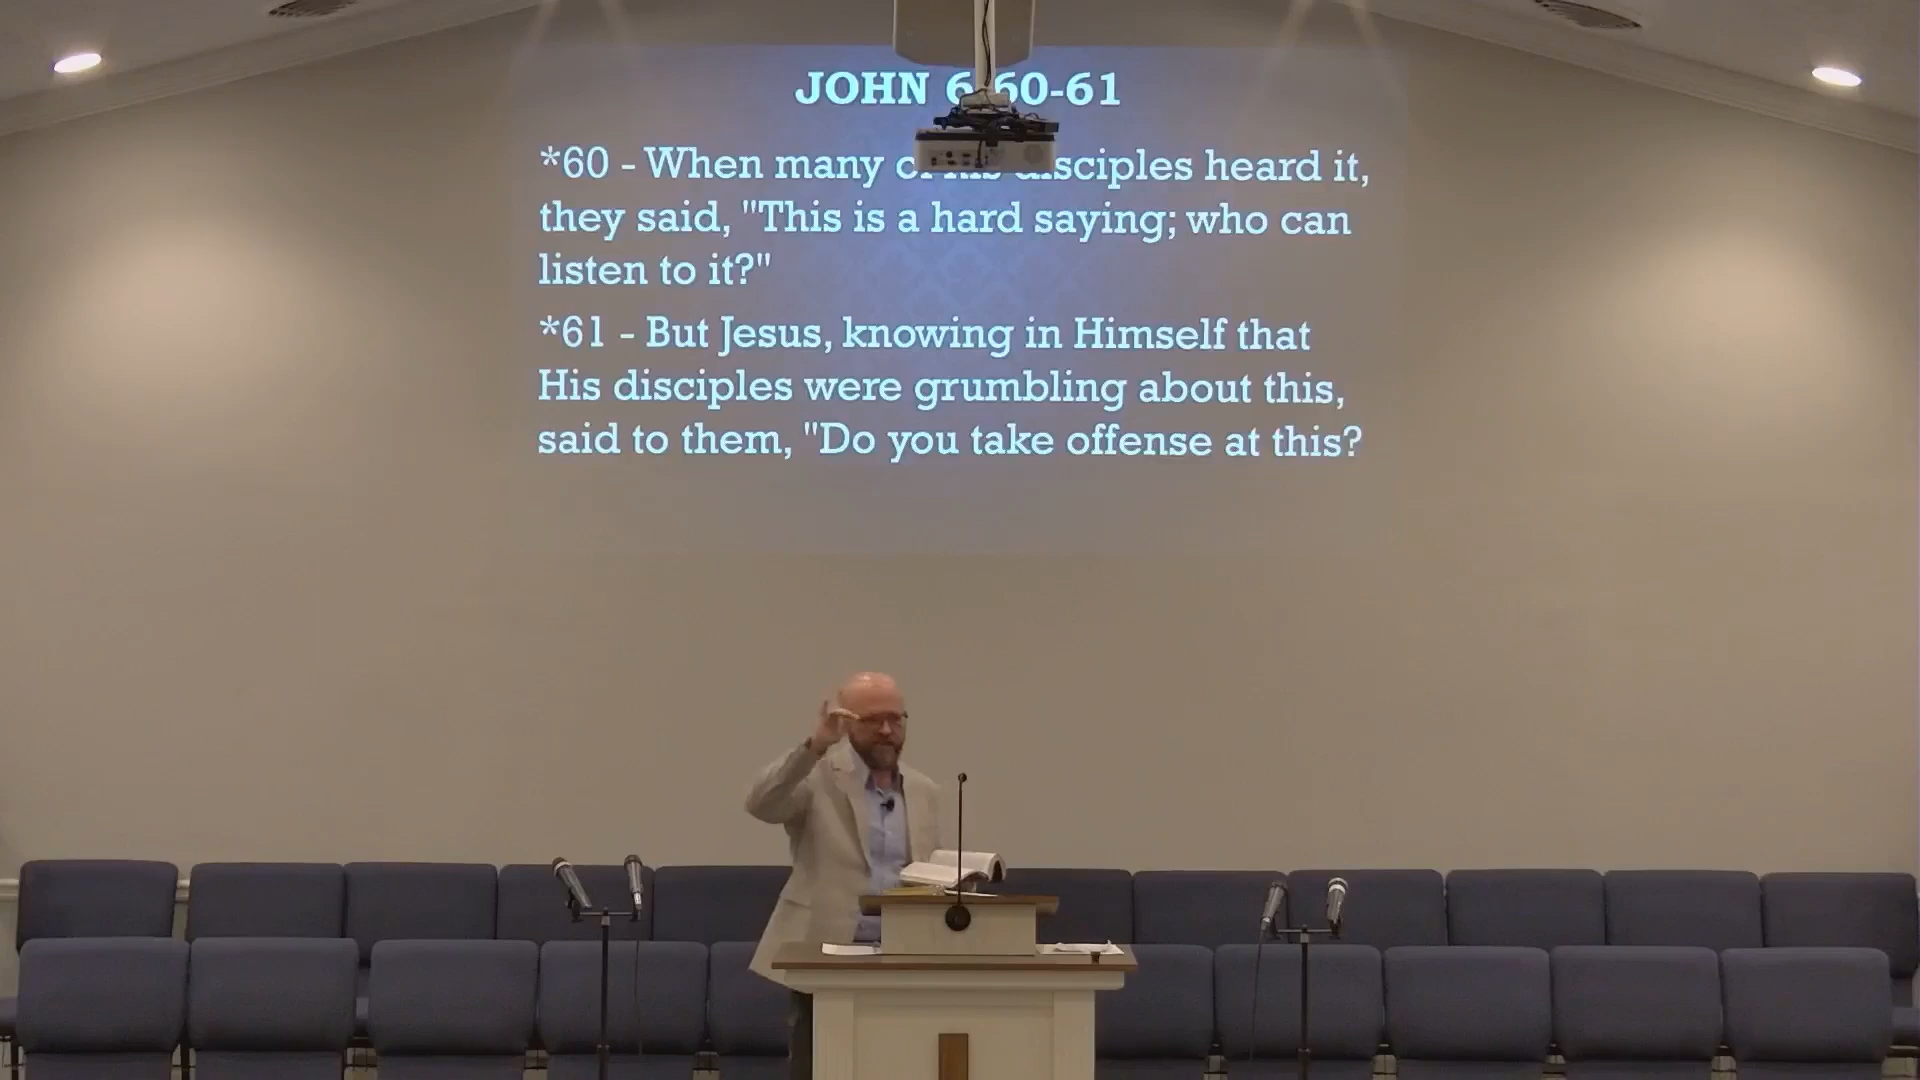 JOHN 6 60-61
*60 - When many disciples heard it,
they said, "This is a hard saying; who can
listen to it?"
*61 - But Jesus, knowing in Himself that
His disciples were grumbling about this,
said to them, "Do you take offense at this?